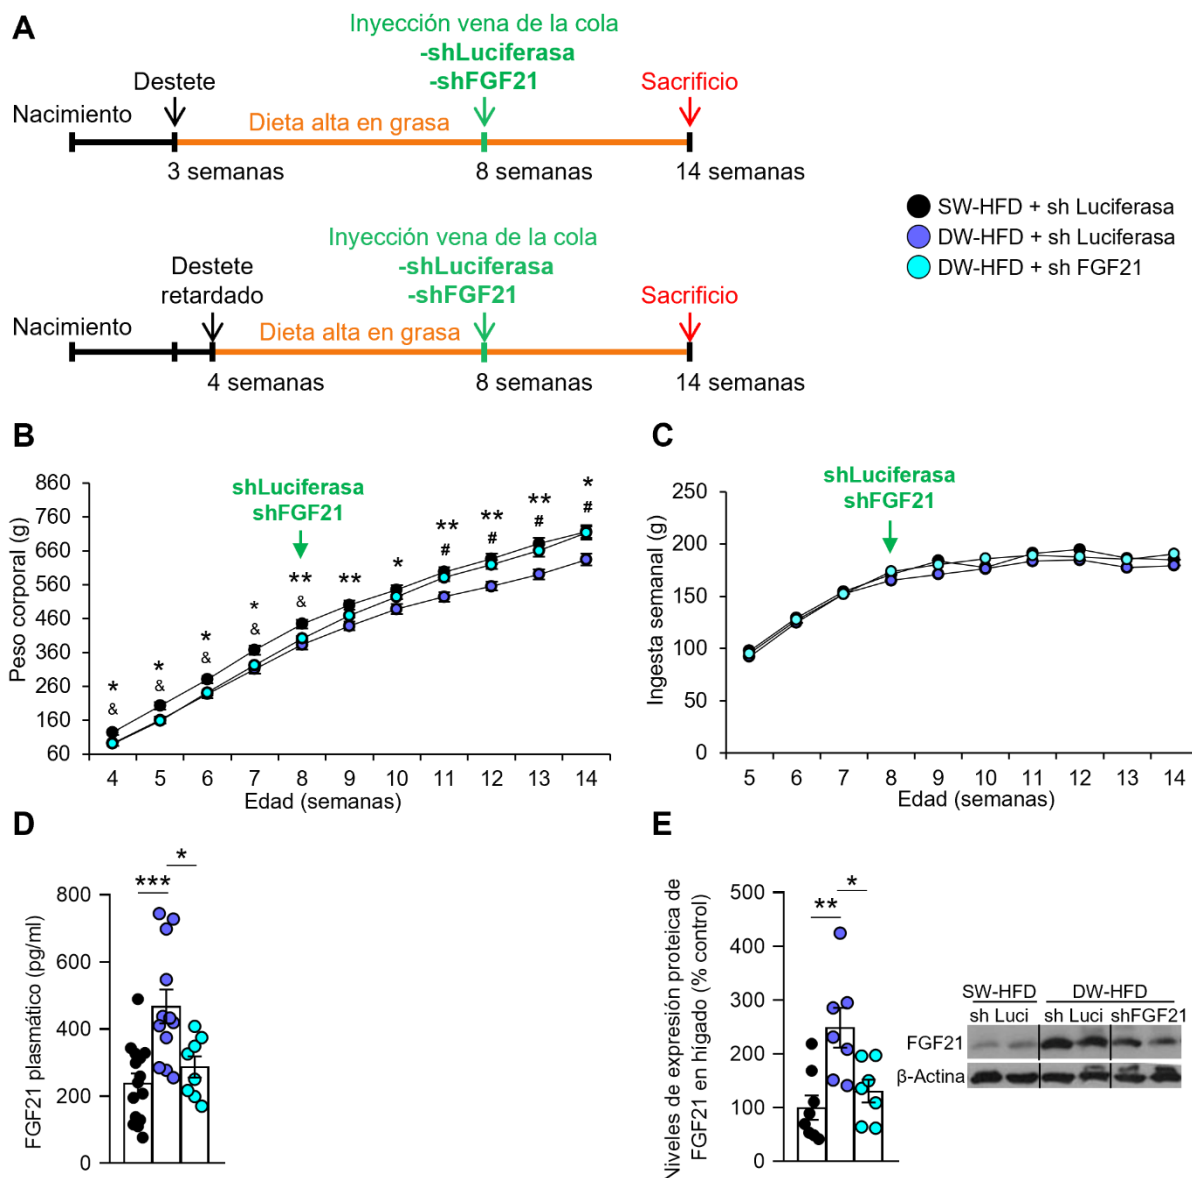 A
Inyección vena de la cola
-shLuciferasa
-shFGF21
Destete
Sacrificio
Nacimiento
Dieta alta en grasa
3 semanas
8 semanas
14 semanas
SW-HFD + sh Luciferasa
DW-HFD + sh Luciferasa
DW-HFD + sh FGF21
Inyección vena de la cola
-shLuciferasa
-shFGF21
Destete
retardado
Sacrificio
Nacimiento
Dieta alta en grasa
4 semanas
8 semanas
14 semanas
B
Peso corporal (g)
860
760
660
560
460
360
260
160
60
shLuciferasa
shFGF21
* * * * ** ** * ** ** ** *
& & & & & # # # #
4 5 6 7 8 9 10 11 12 13 14
Edad (semanas)
C
Ingesta semanal (g)
250
200
150
100
50
0
shLuciferasa
shFGF21
5 6 7 8 9 10 11 12 13 14
Edad (semanas)
D
FGF21 plasmático (pg/ml)
800
600
400
200
0
*** *
E
Niveles de expresión proteica de
FGF21 en hígado (% control)
500
400
300
200
100
0
** *
SW-HFD DW-HFD
sh Luci sh Luci shFGF21
FGF21
β-Actina